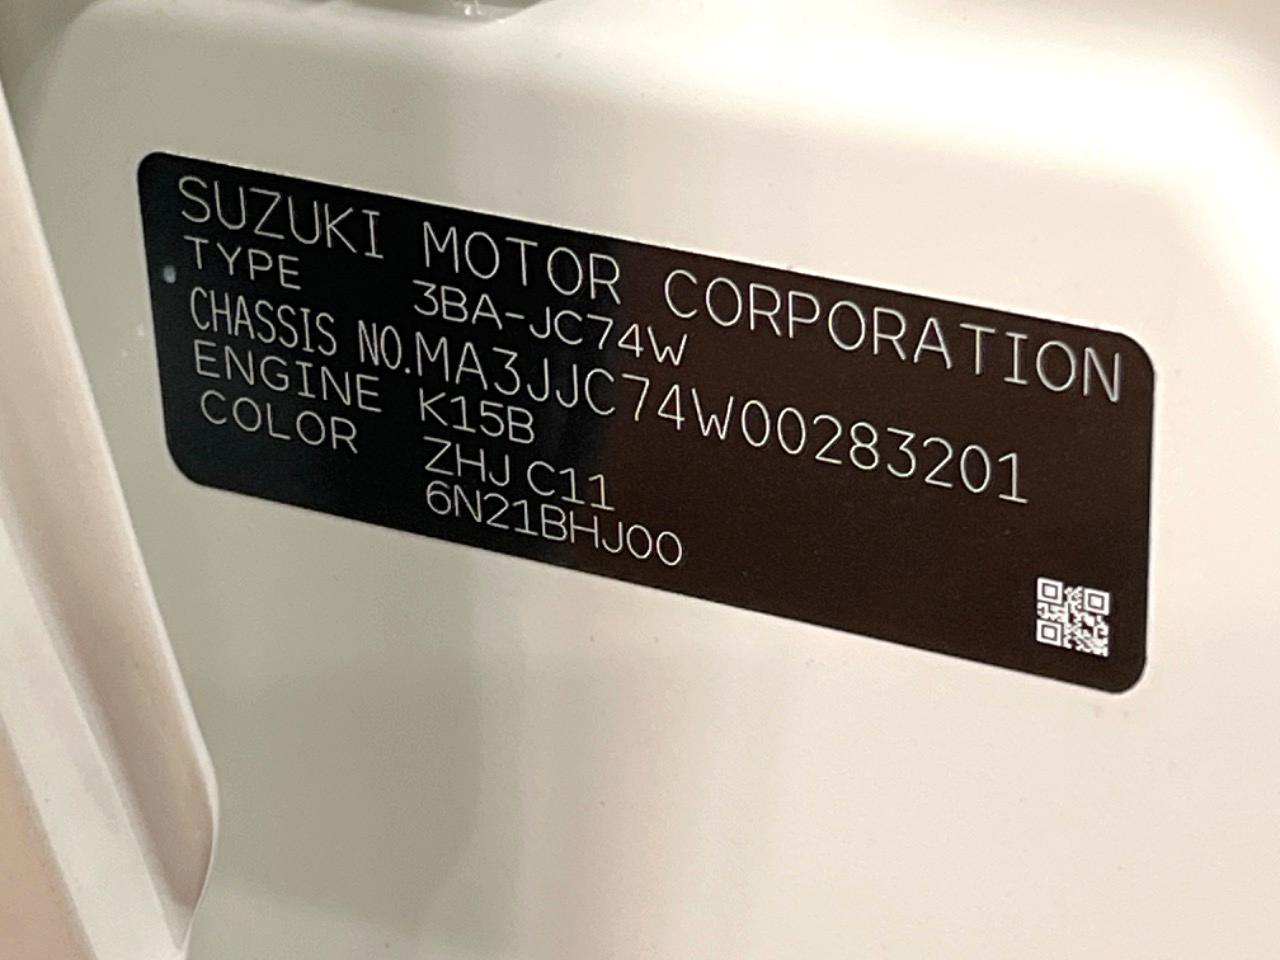 SUZUKI MOTOR CORPORATION
TYPE 3BA-JC74W
CHASSIS NO.MA3JJC74W00283201
ENGINE K15B
COLOR ZHJ C11
6N21BHJ00